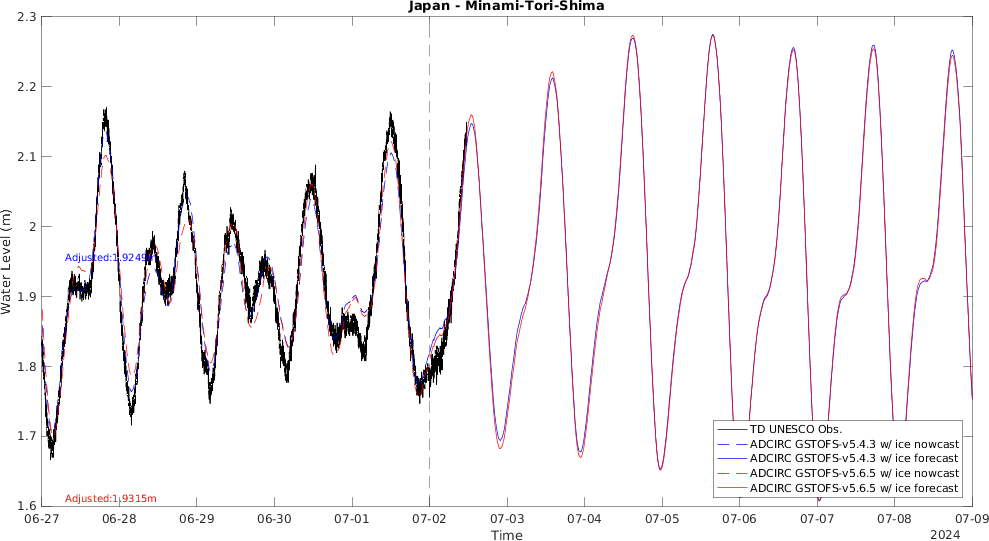 Japan - Minami-Tori-Shima
2.3
2.2
2.1
2
1.9
1.8
1.7
1.6
Water Level (m)
Adjusted:1.9249m
Adjusted:1.9315m
TD UNESCO Obs.
ADCIRC GSTOFS-v5.4.3 w/ ice nowcast
ADCIRC GSTOFS-v5.4.3 w/ ice forecast
ADCIRC GSTOFS-v5.6.5 w/ ice nowcast
ADCIRC GSTOFS-v5.6.5 w/ ice forecast
06-27 06-28 06-29 06-30 07-01 07-02 07-03 07-04 07-05 07-06 07-07 07-08 07-09
Time
2024